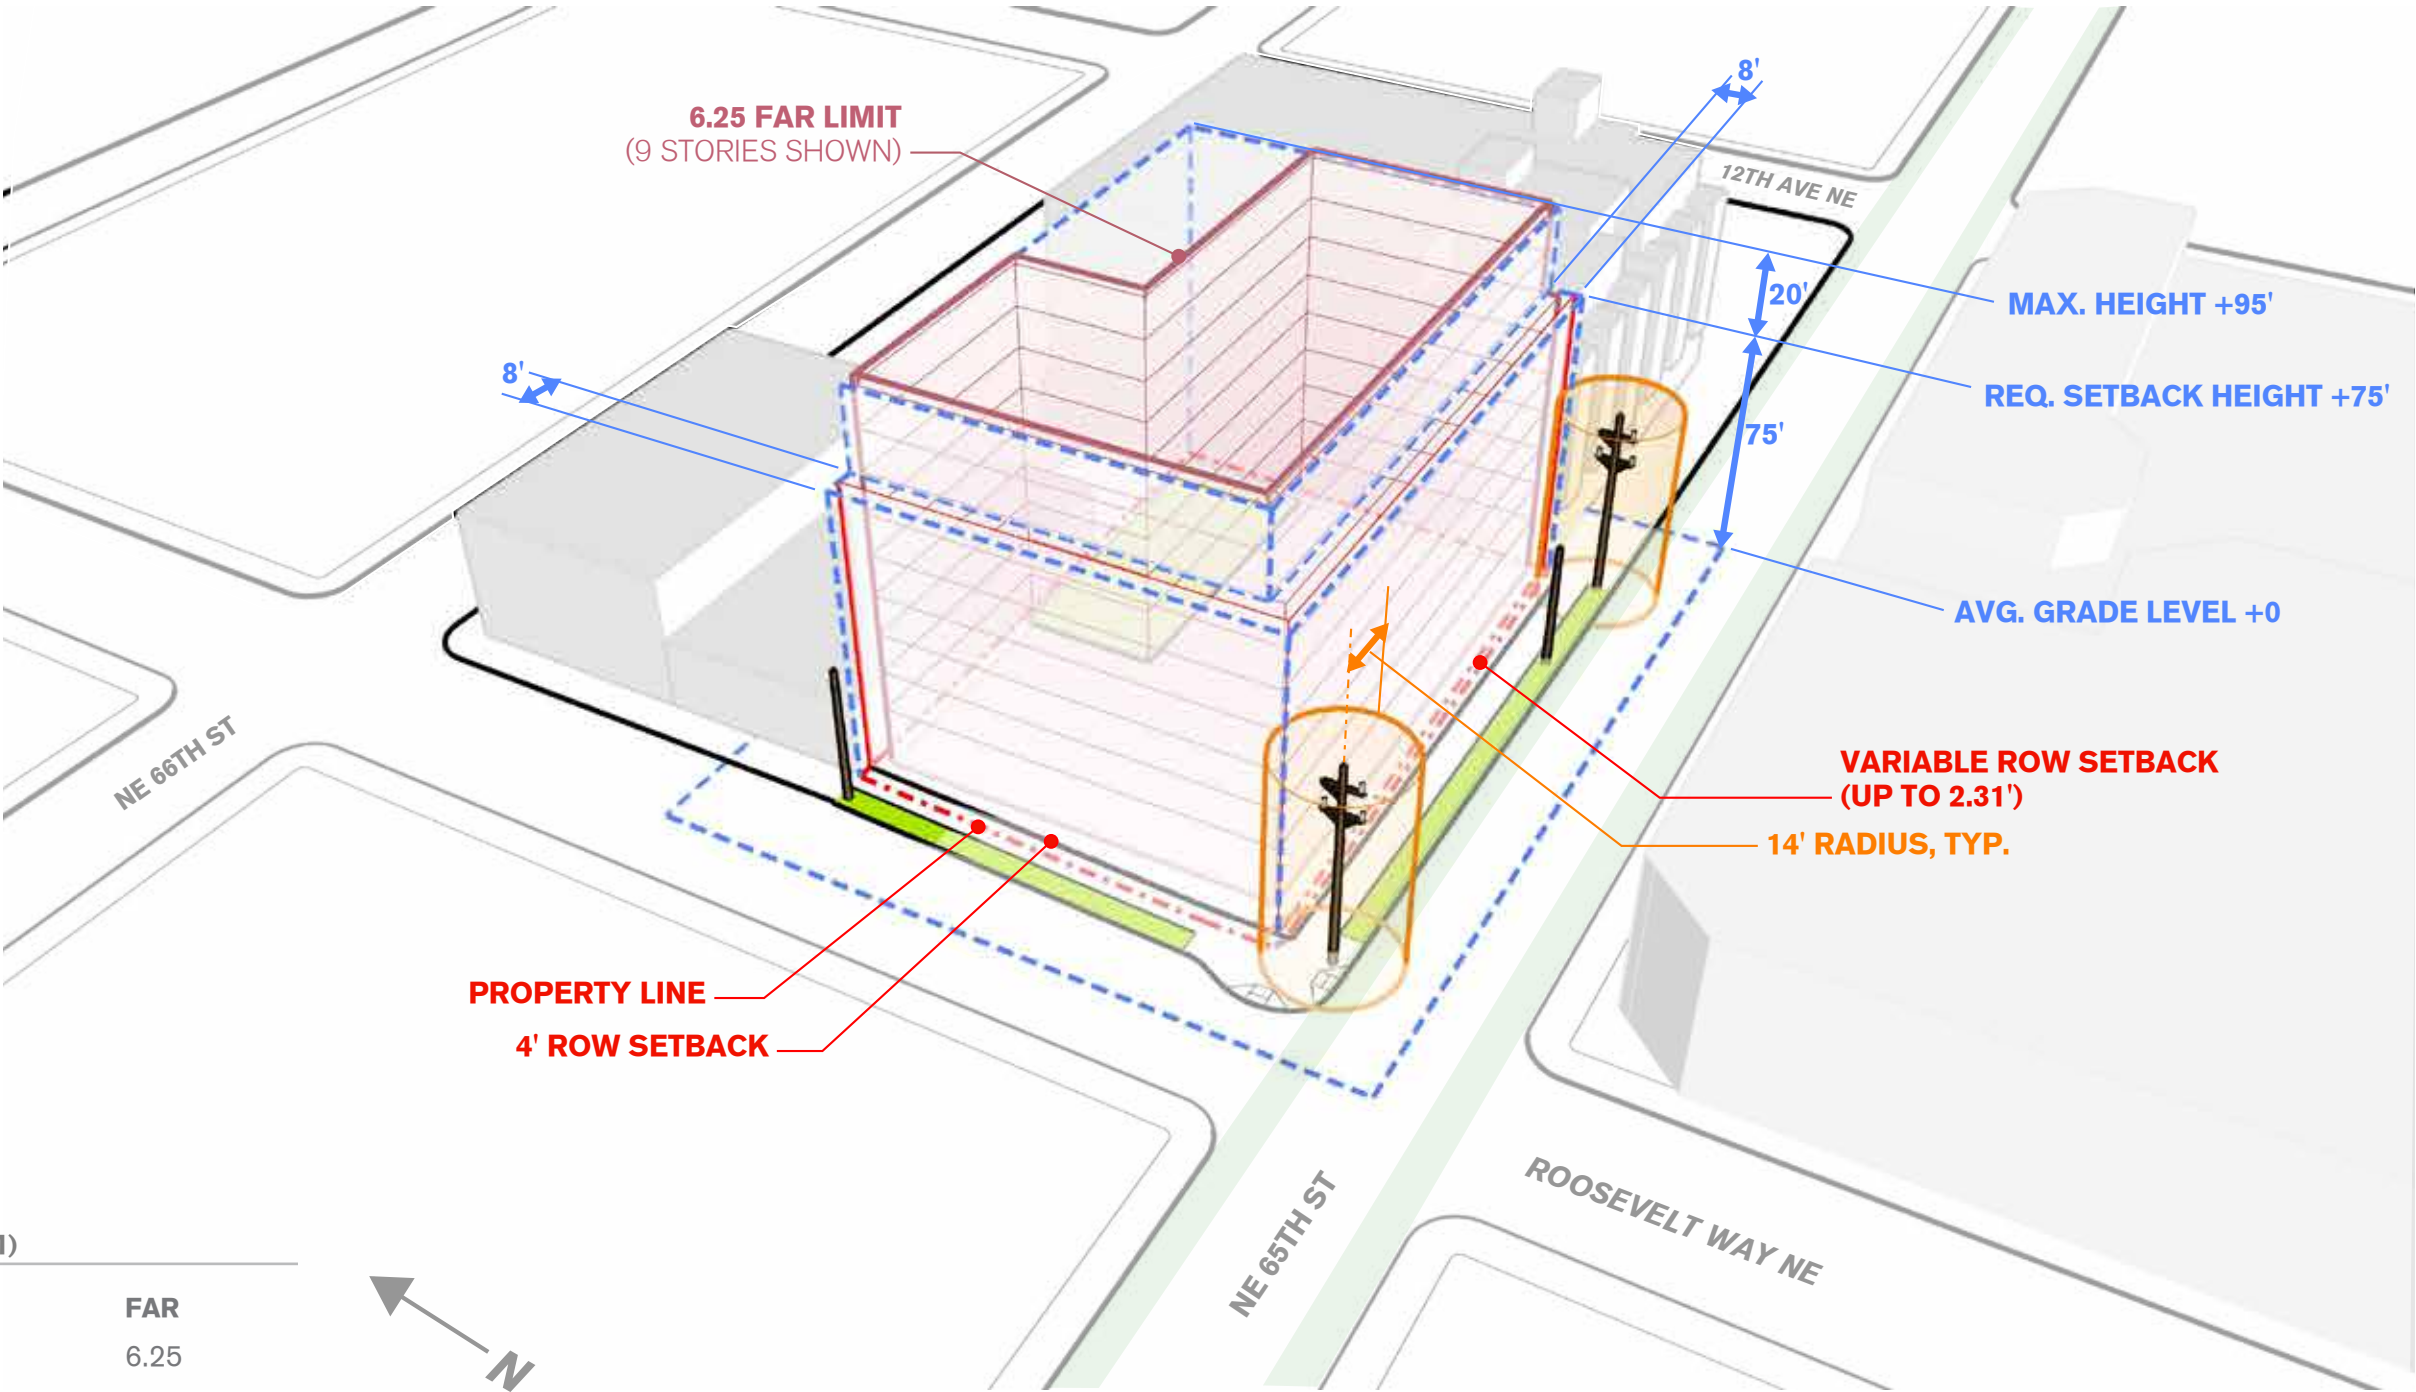 8'
6.25 FAR LIMIT
(9 STORIES SHOWN)
12TH AVE NE
20'
MAX. HEIGHT +95'
8'
REQ. SETBACK HEIGHT +75'
75'
AVG. GRADE LEVEL +0
NE 66TH ST
VARIABLE ROW SETBACK
(UP TO 2.31')
14' RADIUS, TYP.
PROPERTY LINE
4' ROW SETBACK
NE 65TH ST
ROOSEVELT WAY NE
FAR
6.25
N